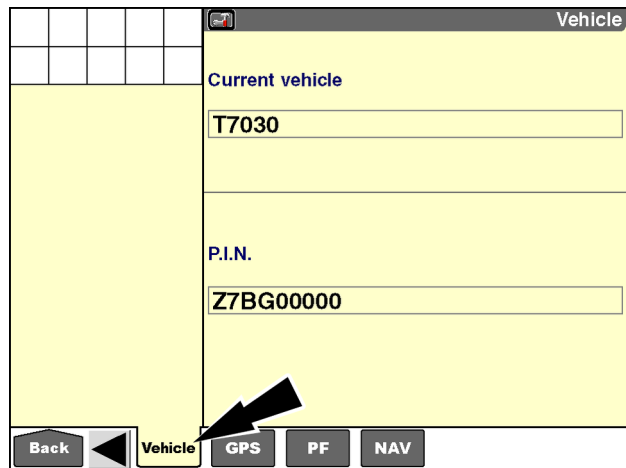 Vehicle
Current vehicle
T7030
P.I.N.
Z7BG00000
Back Vehicle GPS PF NAV